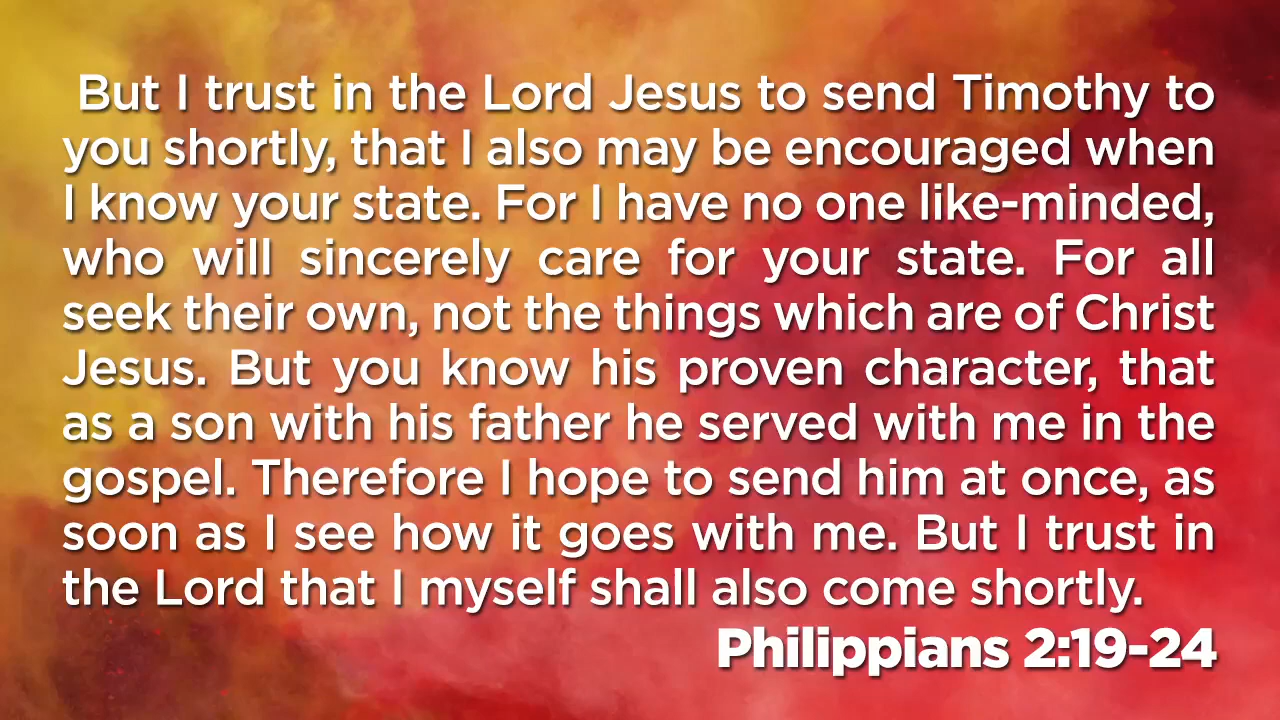 But I trust in the Lord Jesus to send Timothy to
you shortly, that I also may be encouraged when
I know your state. For I have no one like-minded,
who will sincerely care for your state. For all
seek their own, not the things which are of Christ
Jesus. But you know his proven character, that
as a son with his father he served with me in the
gospel. Therefore I hope to send him at once, as
soon as I see how it goes with me. But I trust in
the Lord that I myself shall also come shortly.
Philippians 2:19-24